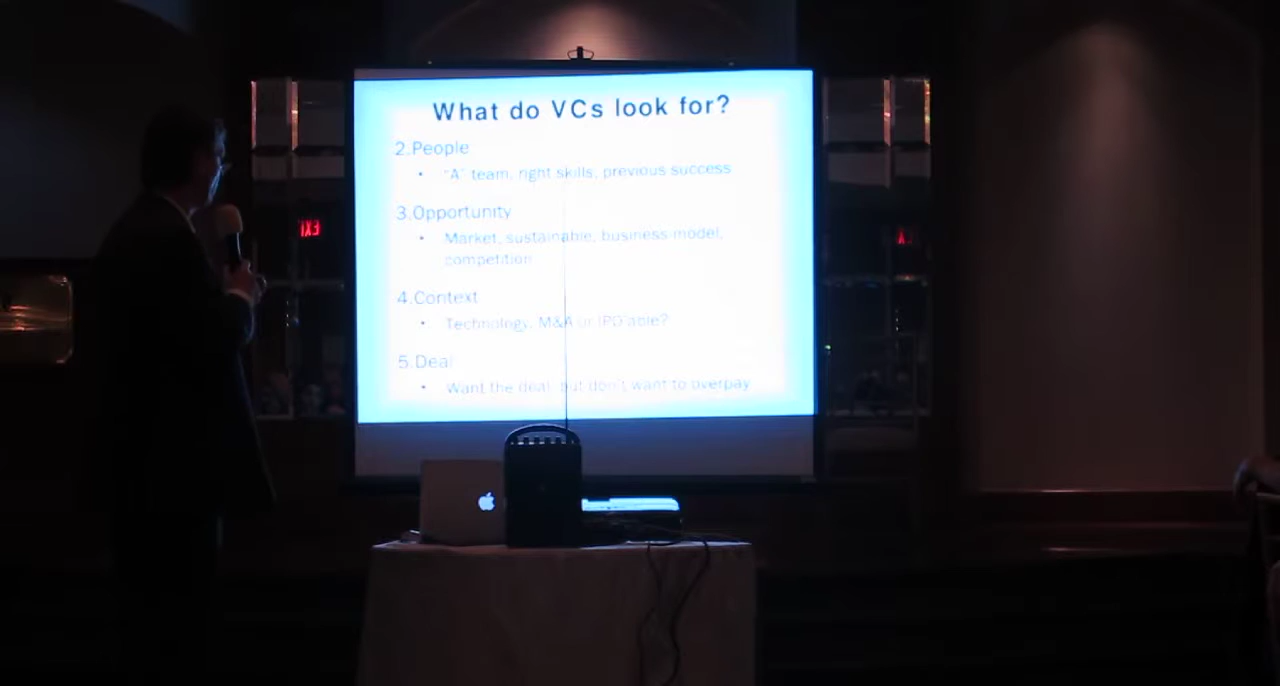 What do VCs look for?
2.People
• "A" team, right skills, previous success
3.Opportunity
• Market, sustainable, business model,
competition
4.Context
• Technology, M&A or IPO'able?
5.Deal
• Want the deal, but don't want to overpay
EXIT